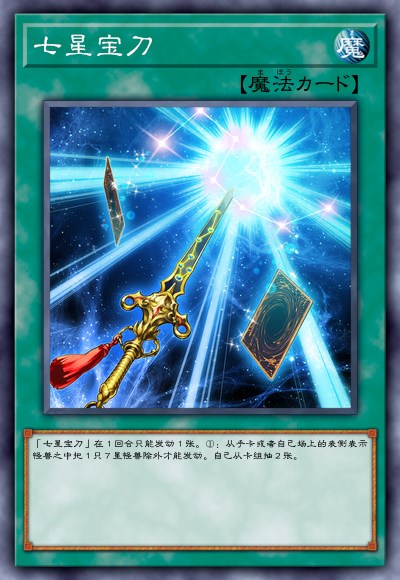 七星宝刀
魔
【魔法カード】
まほう
「七星宝刀」在1回合只能发动1张。①：从手卡或者自己场上的表侧表示
怪兽之中把1只7星怪兽除外才能发动。自己从卡组抽2张。